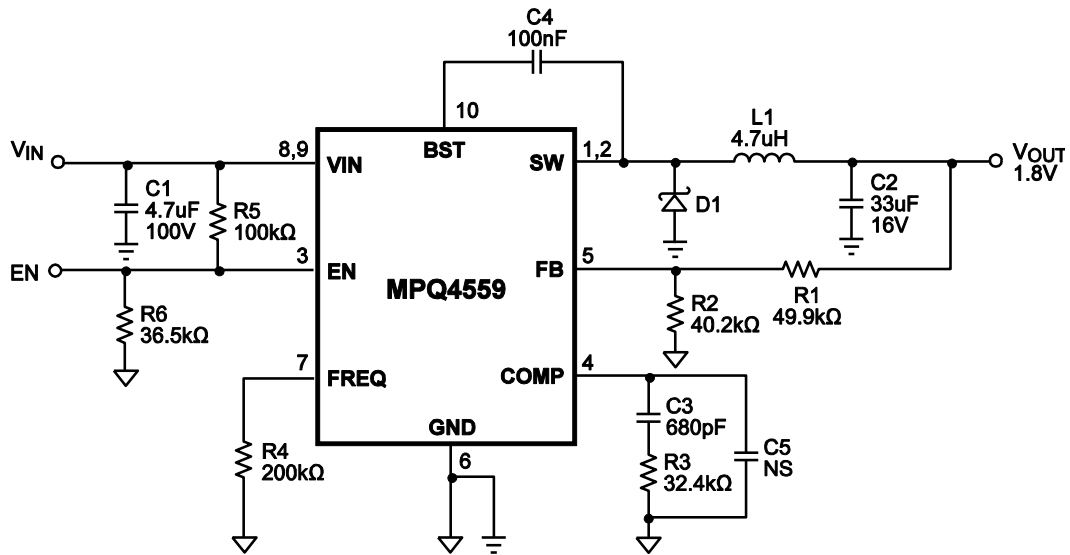 C4
100nF
10
L1
4.7uH
VIN
8,9
VIN
BST
SW
1,2
VOUT
1.8V
C1
4.7uF
100V
R5
100kΩ
D1
C2
33uF
16V
EN
3
EN
FB
5
MPQ4559
R6
36.5kΩ
R2
40.2kΩ
R1
49.9kΩ
7
FREQ
COMP
4
GND
6
R4
200kΩ
C3
680pF
R3
32.4kΩ
C5
NS